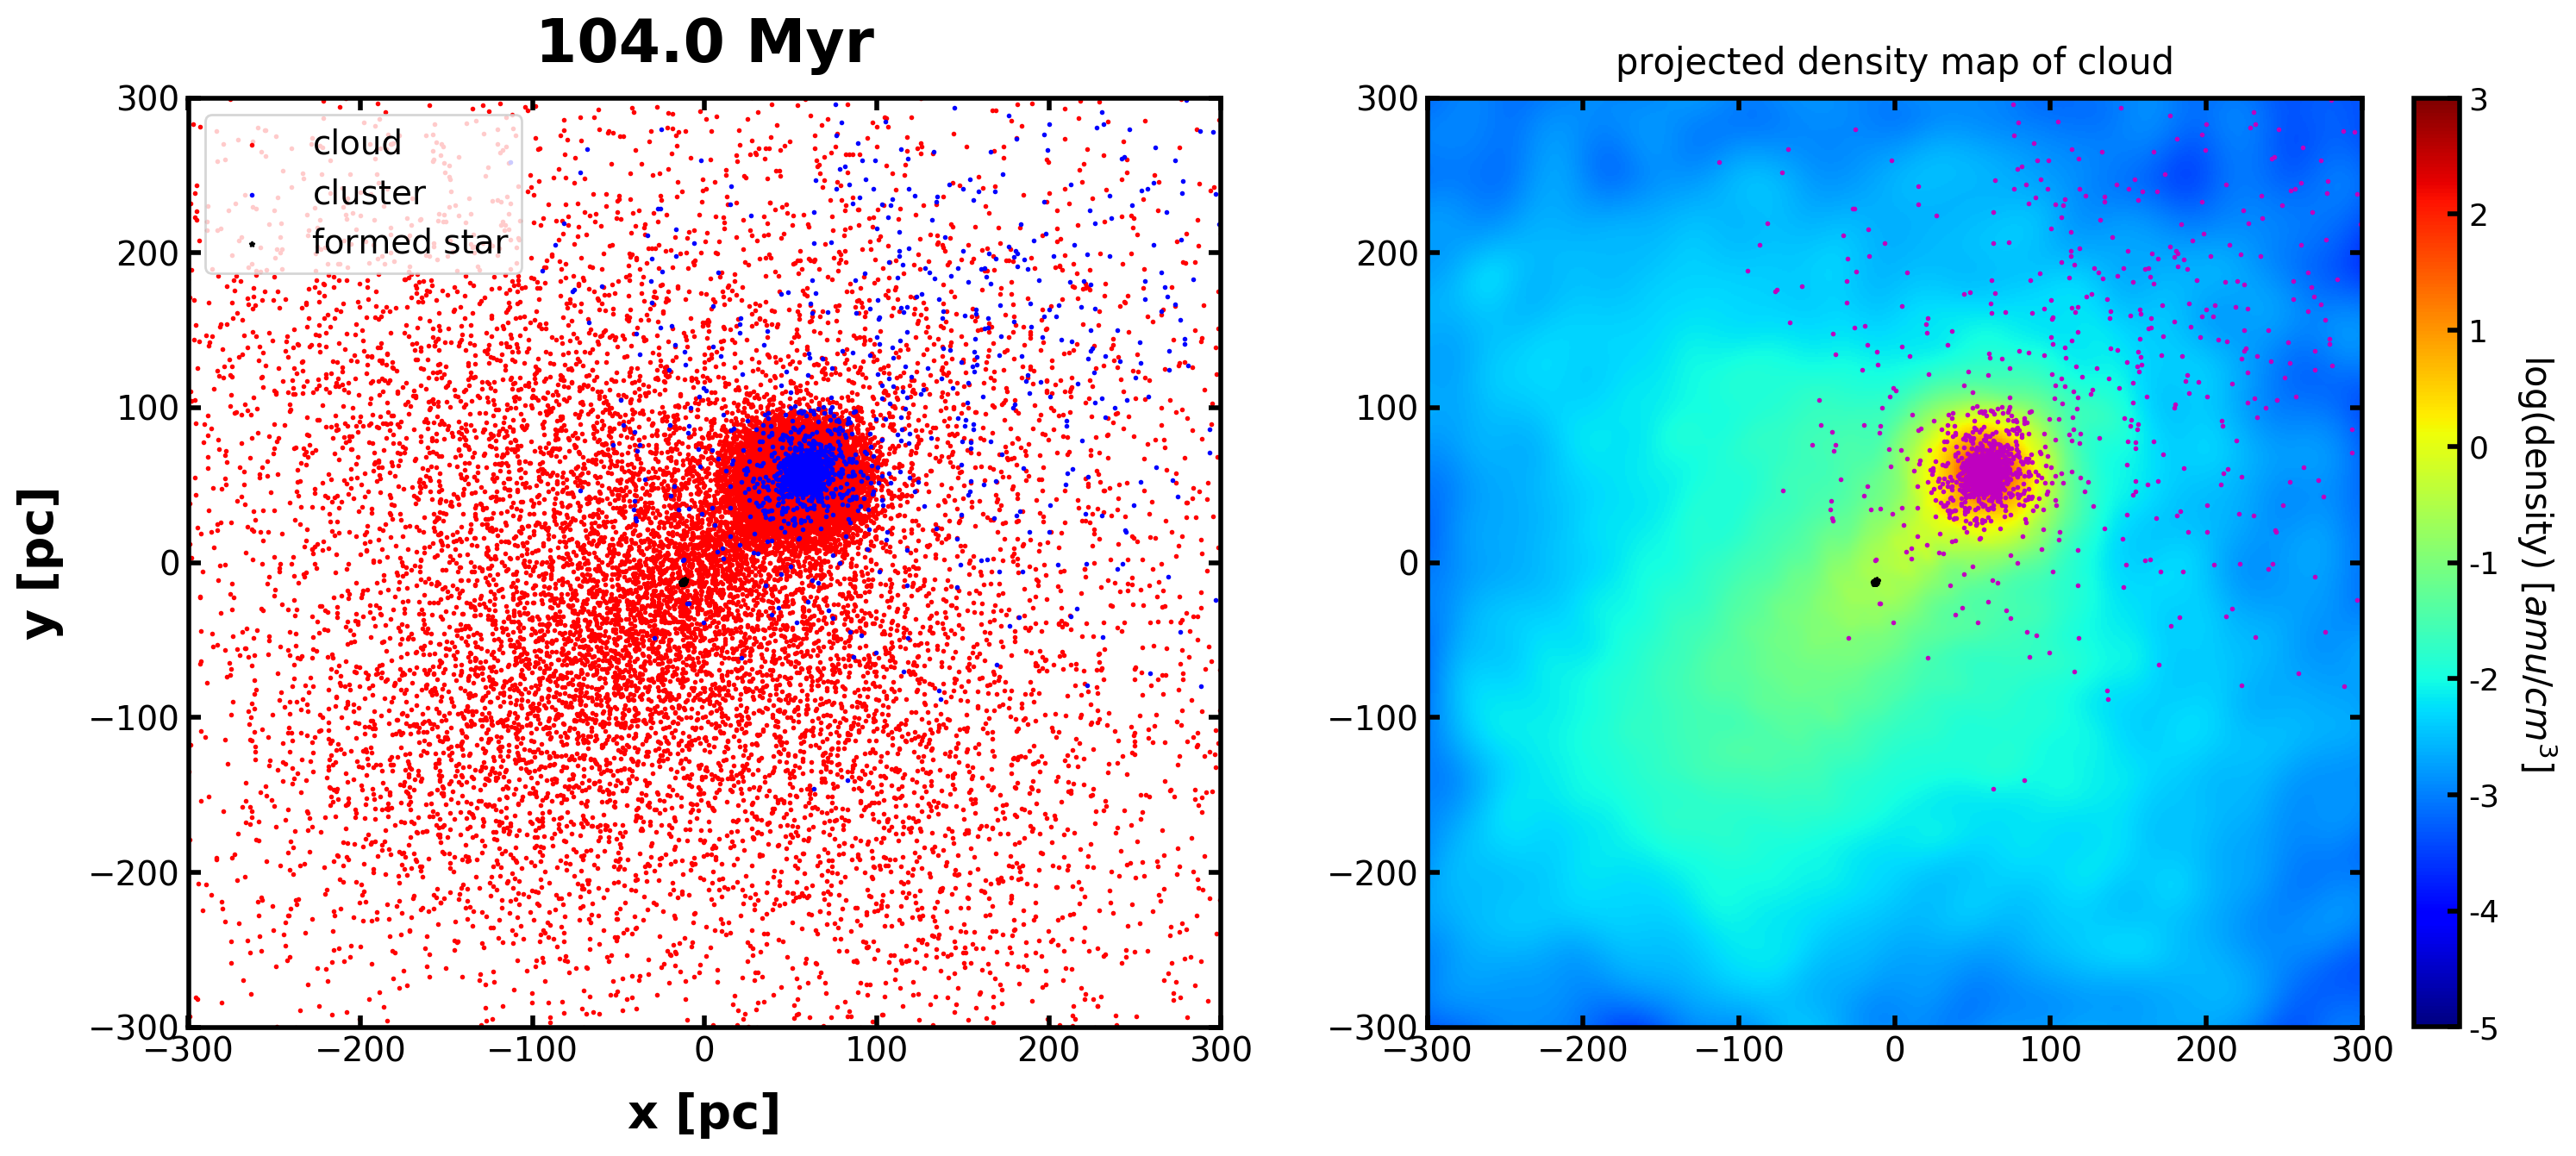 104.0 Myr
projected density map of cloud
cloud
cluster
formed star
300
200
100
0
−100
−200
−300
y [pc]
−300 −200 −100 0 100 200 300
x [pc]
300
200
100
0
−100
−200
−300
−300 −200 −100 0 100 200 300
3
2
1
0
-1
-2
-3
-4
-5
log(density) [amu/cm³]